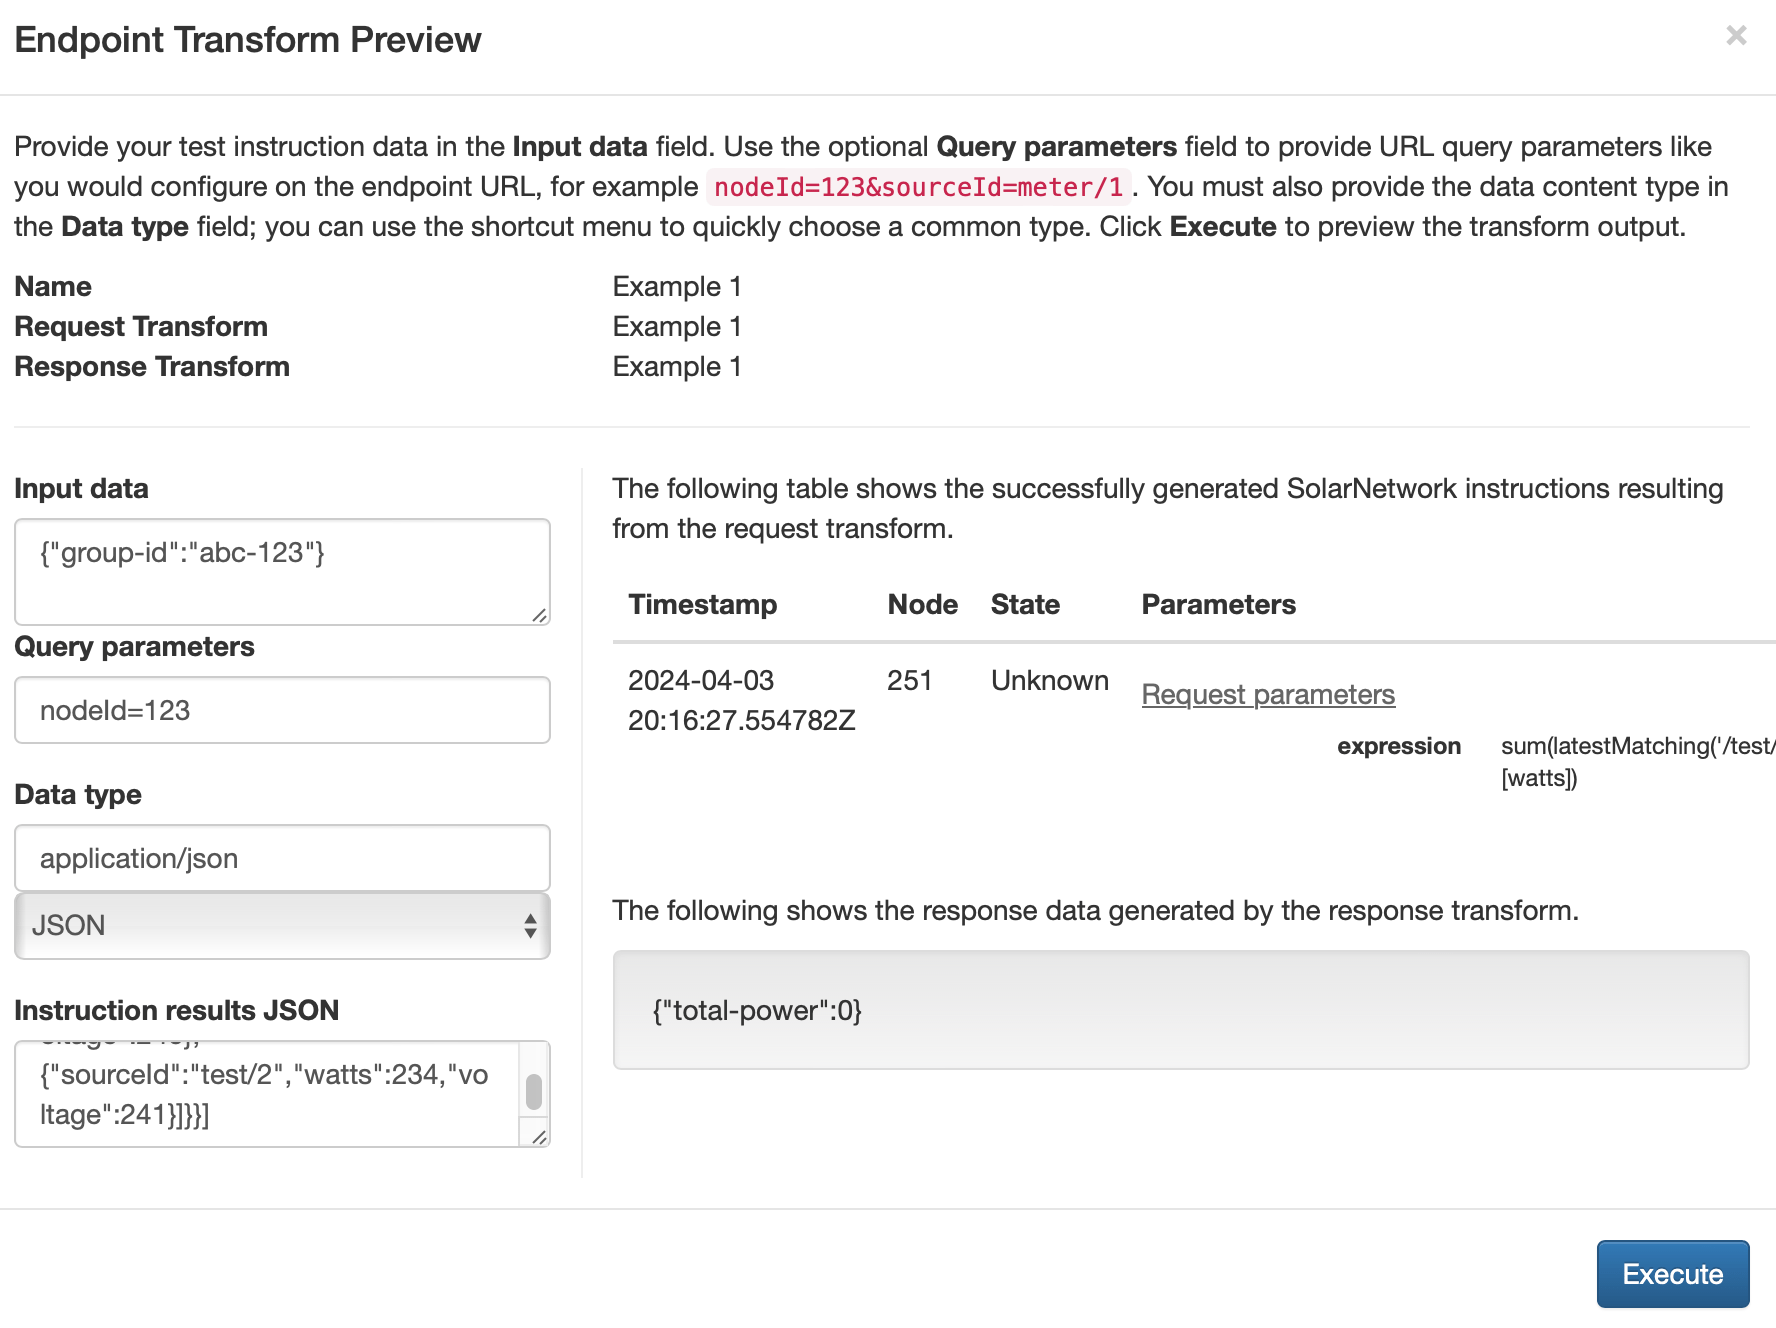 Endpoint Transform Preview
×
Provide your test instruction data in the Input data field. Use the optional Query parameters field to provide URL query parameters like
you would configure on the endpoint URL, for example nodeId=123&sourceId=meter/1. You must also provide the data content type in
the Data type field; you can use the shortcut menu to quickly choose a common type. Click Execute to preview the transform output.
Name Example 1
Request Transform Example 1
Response Transform Example 1
Input data
{"group-id":"abc-123"}
Query parameters
nodeId=123
Data type
application/json
JSON
Instruction results JSON
{"sourceId":"test/2","watts":234,"vo
ltage":241}]}}]
The following table shows the successfully generated SolarNetwork instructions resulting
from the request transform.
Timestamp Node State Parameters
2024-04-03 251 Unknown Request parameters
20:16:27.554782Z
expression sum(latestMatching('/test/
[watts])
The following shows the response data generated by the response transform.
{"total-power":0}
Execute